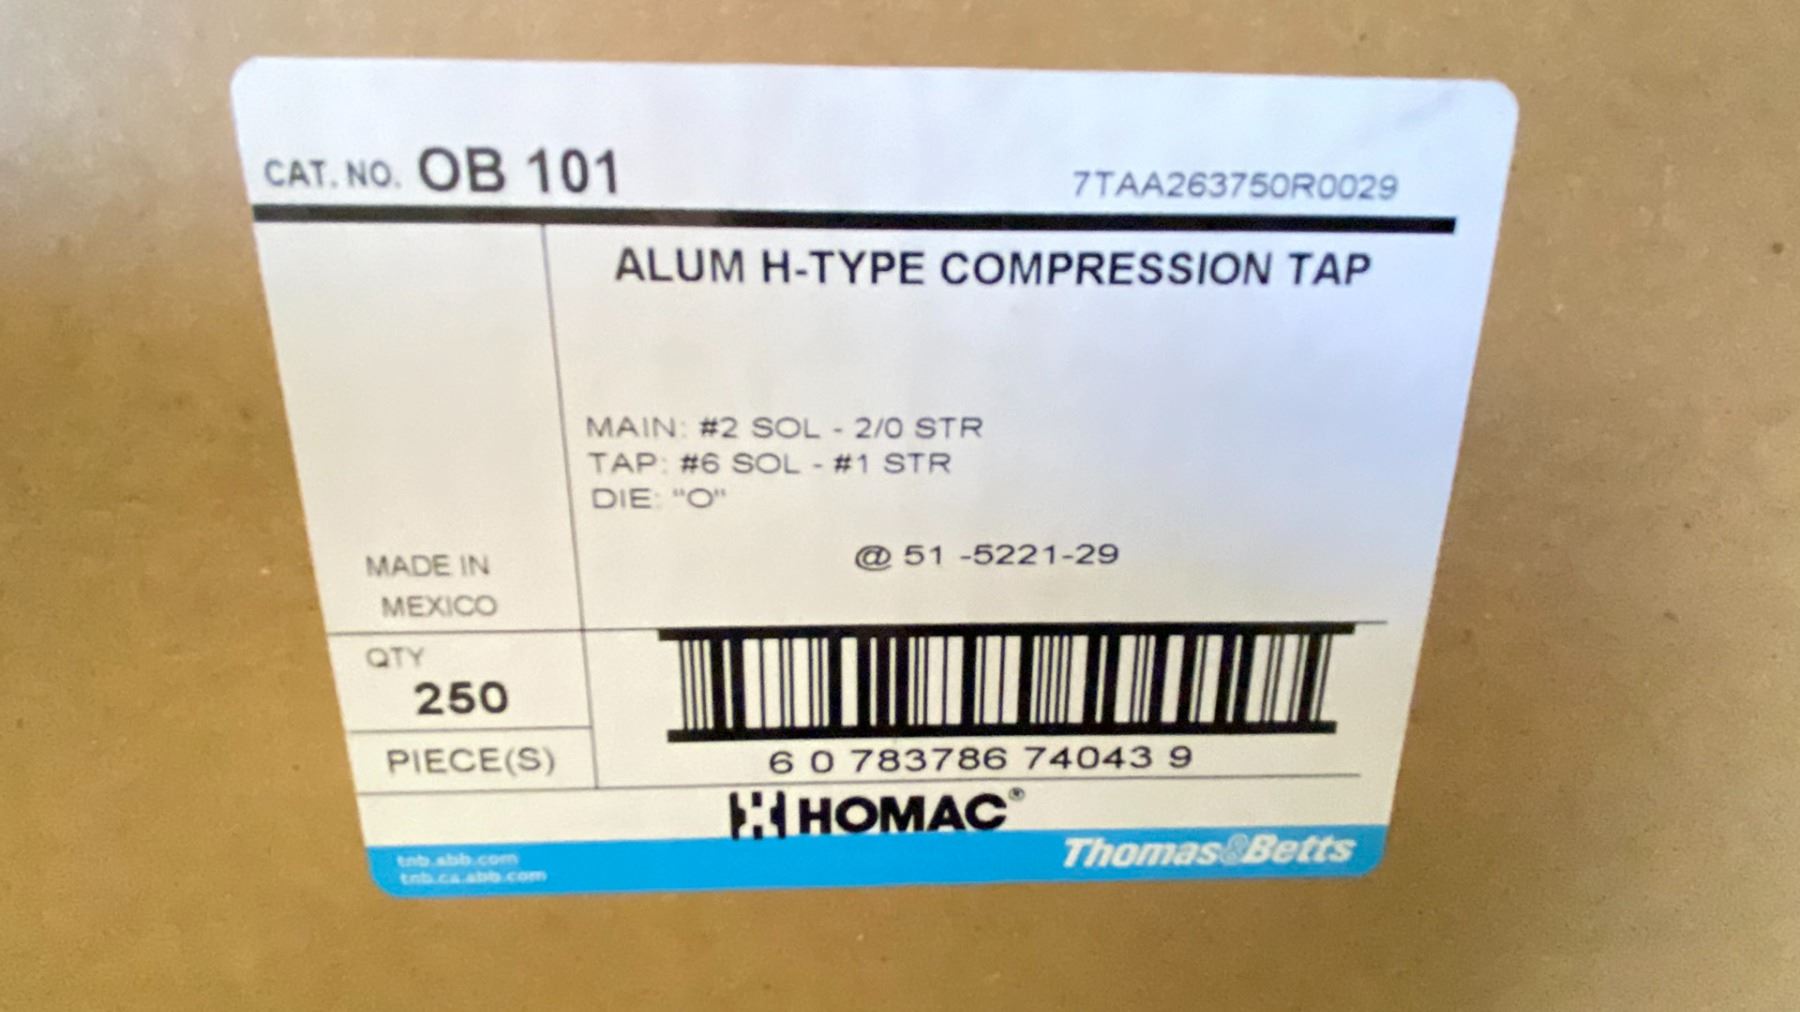 CAT. NO. OB 101
7TAA263750R0029
ALUM H-TYPE COMPRESSION TAP
MAIN: #2 SOL - 2/0 STR
TAP: #6 SOL - #1 STR
DIE: "O"
@ 51 -5221-29
MADE IN
MEXICO
QTY
250
PIECE(S)
6 0 783786 74043 9
HOMAC®
tnb.abb.com
tnb.ca.abb.com
Thomas&Betts